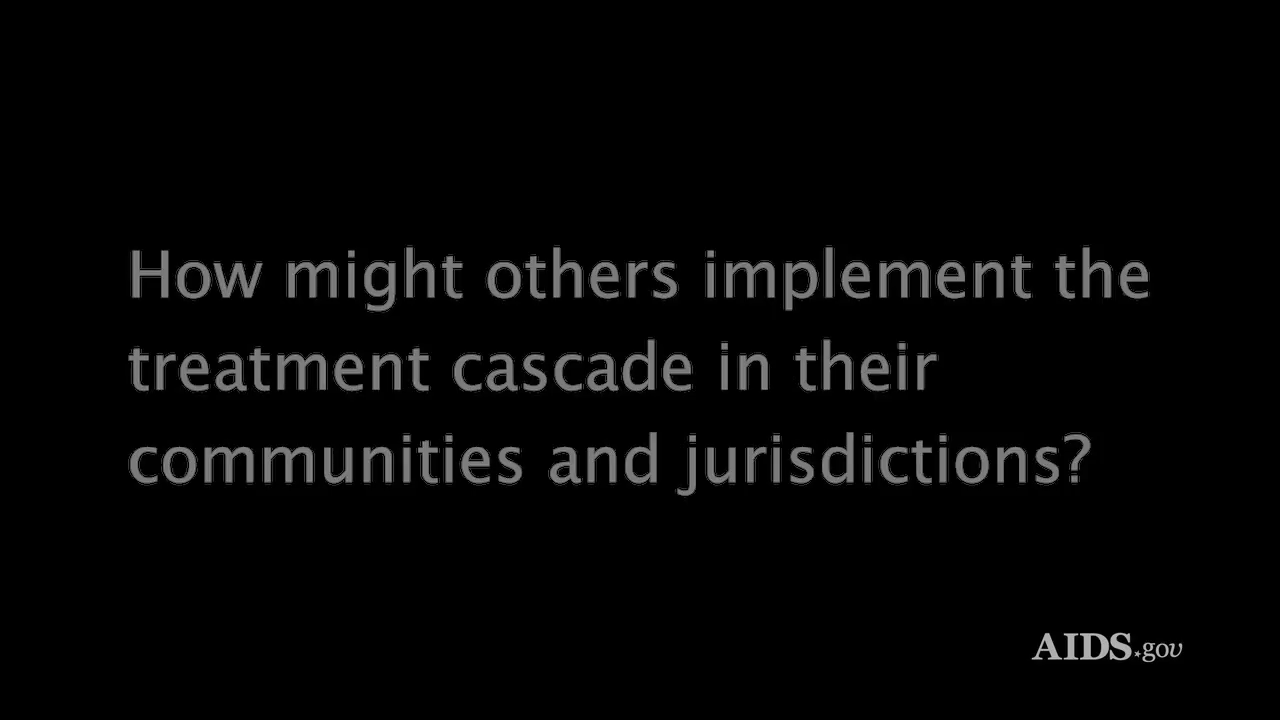 How might others implement the
treatment cascade in their
communities and jurisdictions?
AIDS.gov